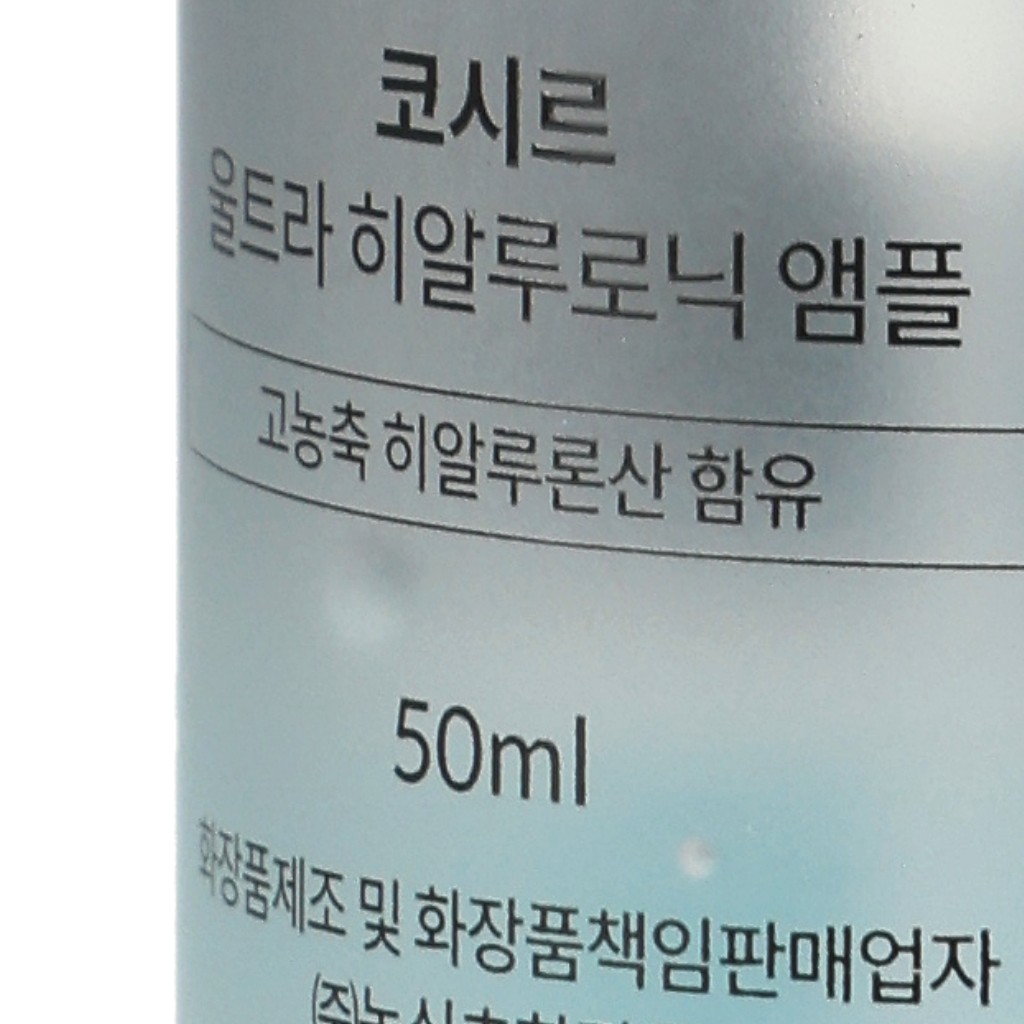 코시르
울트라 히알루로닉 앰플
고농축 히알루론산 함유
50ml
화장품제조 및 화장품책임판매업자